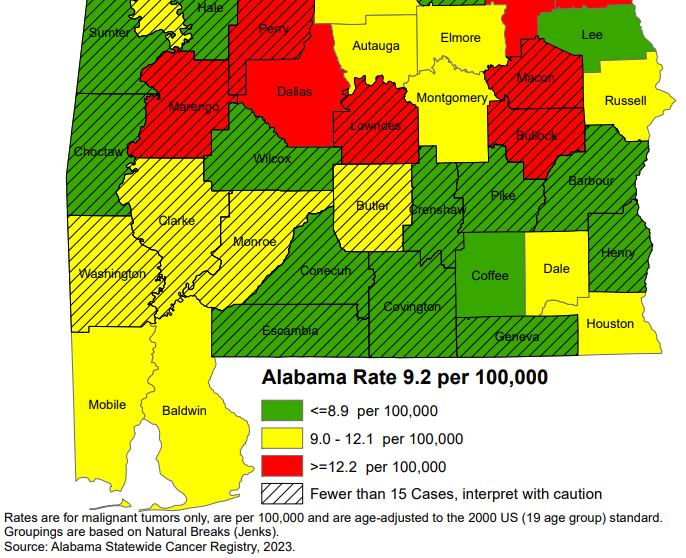 Hale
Sumter
Perry
Autauga
Elmore
Lee
Dallas
Macon
Marengo
Montgomery
Russell
Lowndes
Bullock
Choctaw
Wilcox
Barbour
Pike
Butler
Crenshaw
Clarke
Monroe
Henry
Washington
Conecuh
Coffee
Dale
Covington
Escambia
Geneva
Houston
Mobile
Baldwin
Alabama Rate 9.2 per 100,000
<=8.9 per 100,000
9.0 - 12.1 per 100,000
>=12.2 per 100,000
Fewer than 15 Cases, interpret with caution
Rates are for malignant tumors only, are per 100,000 and are age-adjusted to the 2000 US (19 age group) standard.
Groupings are based on Natural Breaks (Jenks).
Source: Alabama Statewide Cancer Registry, 2023.